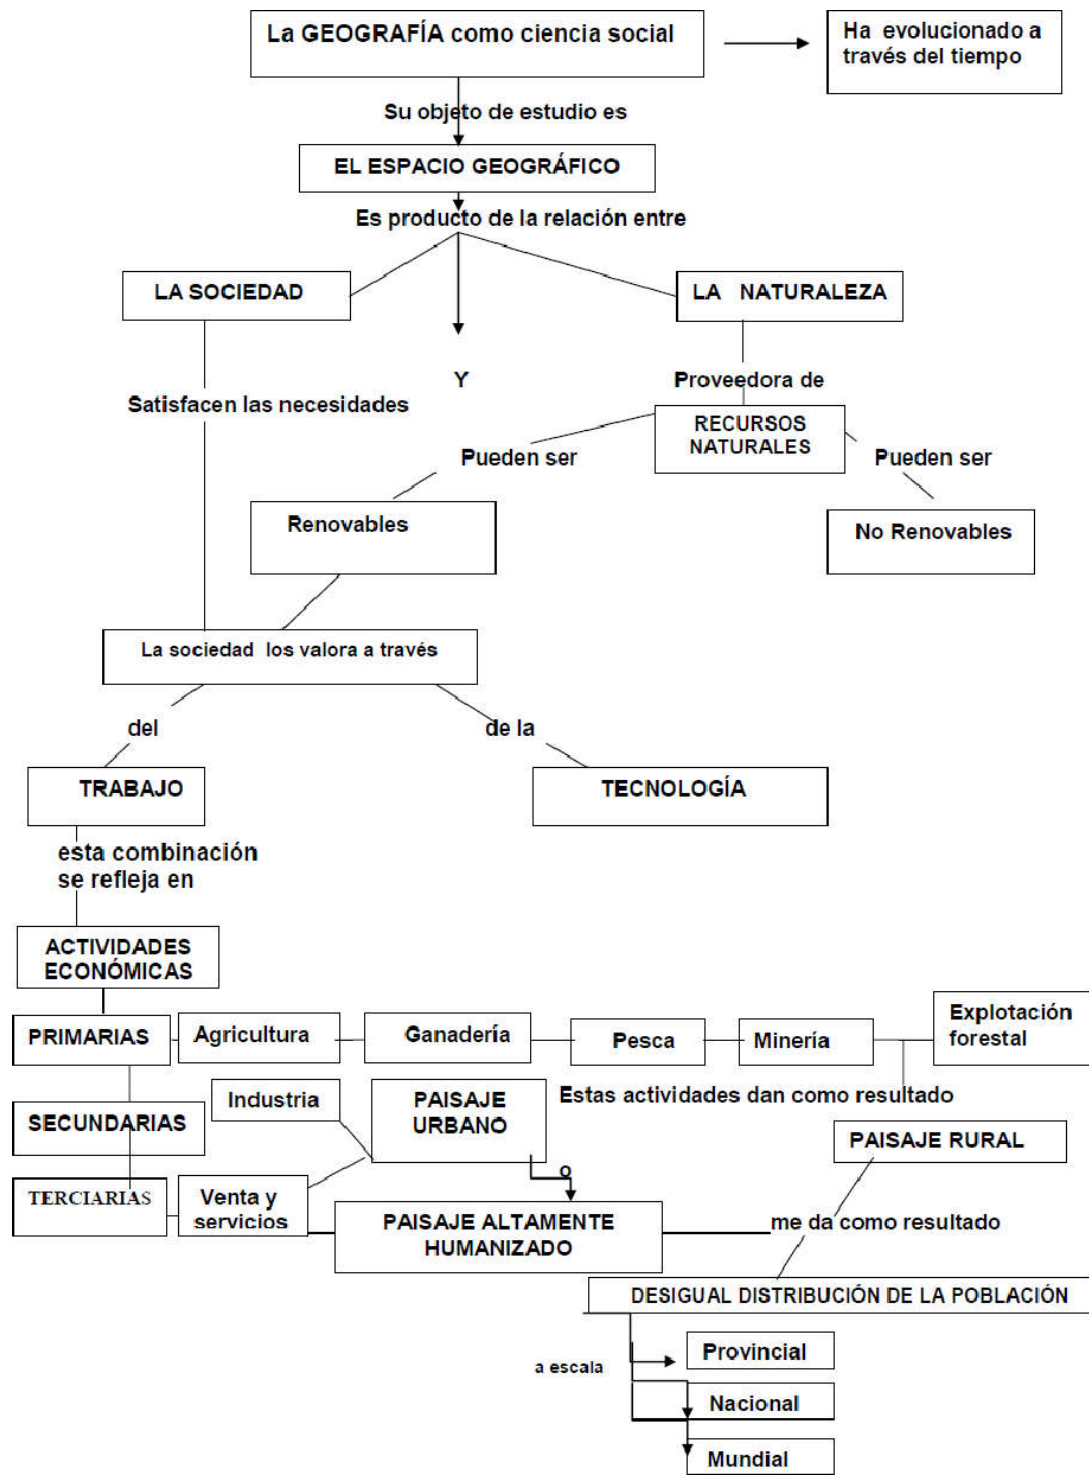 La GEOGRAFÍA como ciencia social
Ha evolucionado a
través del tiempo
Su objeto de estudio es
EL ESPACIO GEOGRÁFICO
Es producto de la relación entre
LA SOCIEDAD
LA NATURALEZA
Y
Proveedora de
Satisfacen las necesidades
RECURSOS
NATURALES
Pueden ser
Pueden ser
Renovables
No Renovables
La sociedad los valora a través
del
de la
TRABAJO
TECNOLOGÍA
esta combinación
se refleja en
ACTIVIDADES
ECONÓMICAS
PRIMARIAS
Agricultura
Ganadería
Pesca
Minería
Explotación
forestal
Estas actividades dan como resultado
Industria
PAISAJE
URBANO
SECUNDARIAS
PAISAJE RURAL
o
TERCIARIAS
Venta y
servicios
PAISAJE ALTAMENTE
HUMANIZADO
me da como resultado
DESIGUAL DISTRIBUCIÓN DE LA POBLACIÓN
a escala
Provincial
Nacional
Mundial